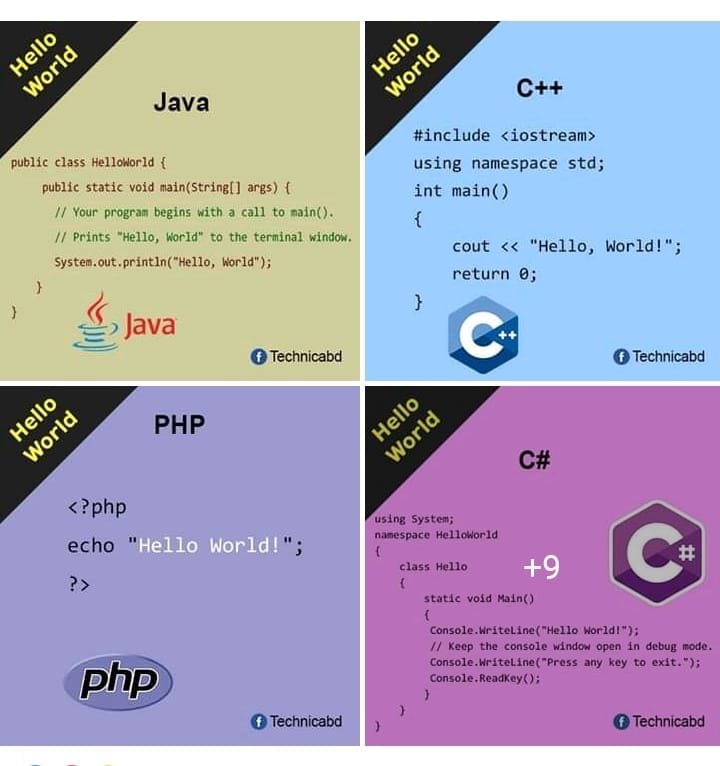 Hello
World
Java
public class HelloWorld {
public static void main(String[] args) {
// Your program begins with a call to main().
// Prints "Hello, World" to the terminal window.
System.out.println("Hello, World");
}
}
Java
Technicabd
Hello
World
C++
#include <iostream>
using namespace std;
int main()
{
cout << "Hello, World!";
return 0;
}
C++
Technicabd
Hello
World
PHP
<?php
echo "Hello World!";
?>
php
Technicabd
Hello
World
C#
using System;
namespace HelloWorld
{
class Hello
{
static void Main()
{
Console.WriteLine("Hello World!");
// Keep the console window open in debug mode.
Console.WriteLine("Press any key to exit.");
Console.ReadKey();
}
}
}
+9
C#
Technicabd